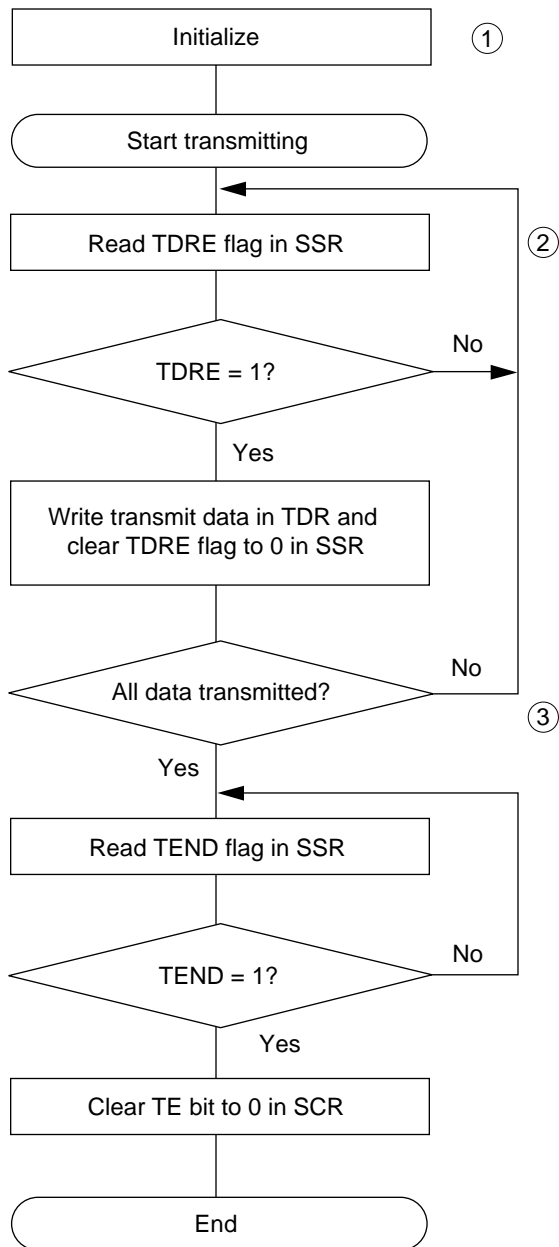 Initialize
1
Start transmitting
Read TDRE flag in SSR
2
TDRE = 1?
No
Yes
Write transmit data in TDR and
clear TDRE flag to 0 in SSR
All data transmitted?
No
3
Yes
Read TEND flag in SSR
TEND = 1?
No
Yes
Clear TE bit to 0 in SCR
End